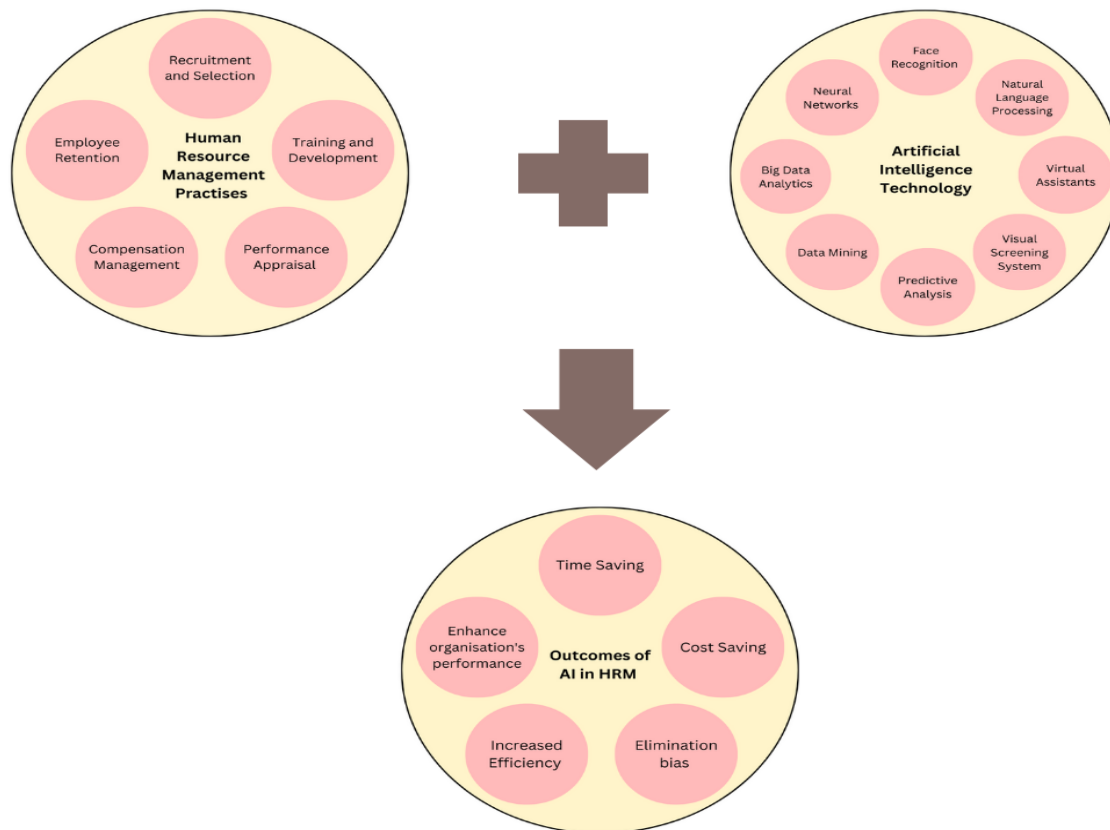 Recruitment
and Selection
Employee
Retention
Human
Resource
Management
Practises
Training and
Development
Compensation
Management
Performance
Appraisal
Face
Recognition
Neural
Networks
Natural
Language
Processing
Big Data
Analytics
Artificial
Intelligence
Technology
Virtual
Assistants
Data Mining
Visual
Screening
System
Predictive
Analysis
Time Saving
Enhance
organisation's
performance
Outcomes of
AI in HRM
Cost Saving
Increased
Efficiency
Elimination
bias